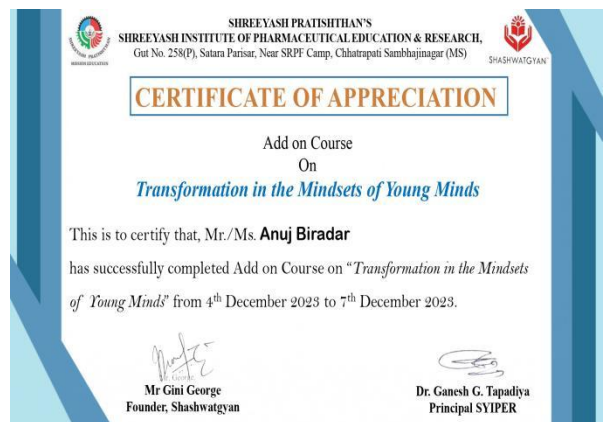 SHREEYASH PRATISHTHAN'S
SHREEYASH INSTITUTE OF PHARMACEUTICAL EDUCATION & RESEARCH,
Gut No. 258(P), Satara Parisar, Near SRPF Camp, Chhatrapati Sambhajinagar (MS)
MISSION EDUCATION
SHASHWATGYAN
CERTIFICATE OF APPRECIATION
Add on Course
On
Transformation in the Mindsets of Young Minds
This is to certify that, Mr./Ms. Anuj Biradar
has successfully completed Add on Course on “Transformation in the Mindsets
of Young Minds” from 4th December 2023 to 7th December 2023.
Mr Gini George
Founder, Shashwatgyan
Dr. Ganesh G. Tapadiya
Principal SYIPER